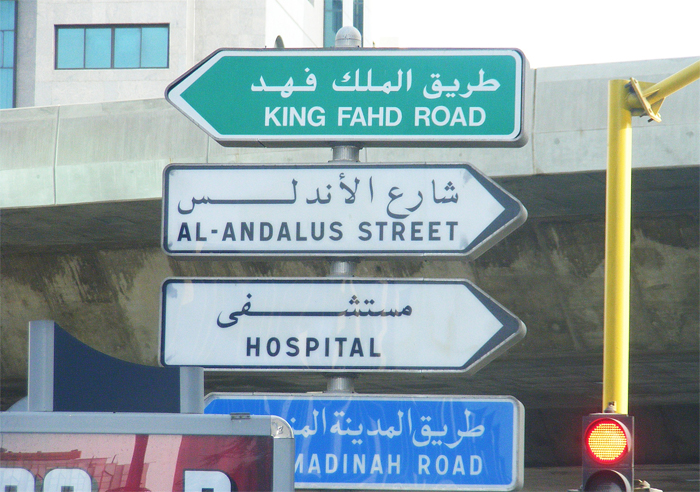 طريق الملك فهد
KING FAHD ROAD
شارع الأندلس
AL-ANDALUS STREET
مستشفى
HOSPITAL
طريق المدينة
MADINAH ROAD